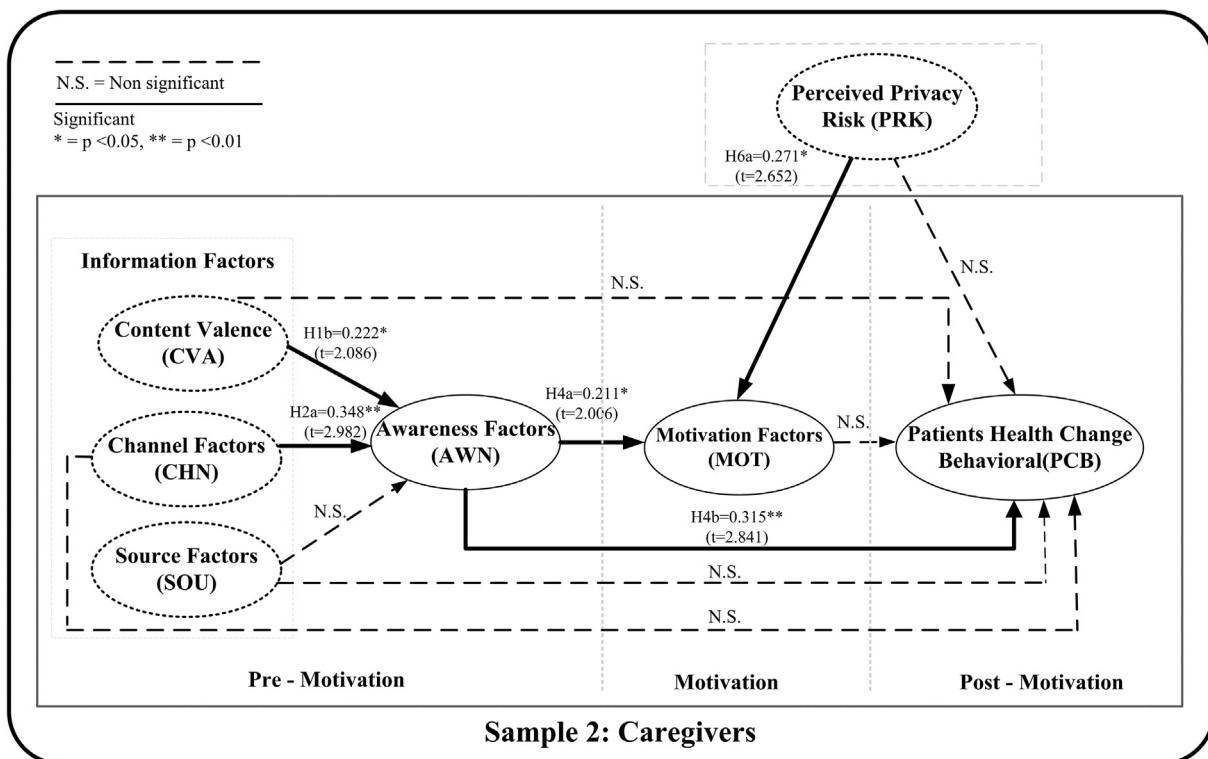 N.S. = Non significant
Significant
* = p <0.05, ** = p <0.01
Perceived Privacy
Risk (PRK)
H6a=0.271*
(t=2.652)
Information Factors
N.S.
N.S.
Content Valence
(CVA)
H1b=0.222*
(t=2.086)
H2a=0.348**
(t=2.982)
H4a=0.211*
(t=2.006)
Channel Factors
(CHN)
Awareness Factors
(AWN)
Motivation Factors
(MOT)
N.S.
Patients Health Change
Behavioral(PCB)
N.S.
H4b=0.315**
(t=2.841)
Source Factors
(SOU)
N.S.
N.S.
Pre - Motivation
Motivation
Post - Motivation
Sample 2: Caregivers